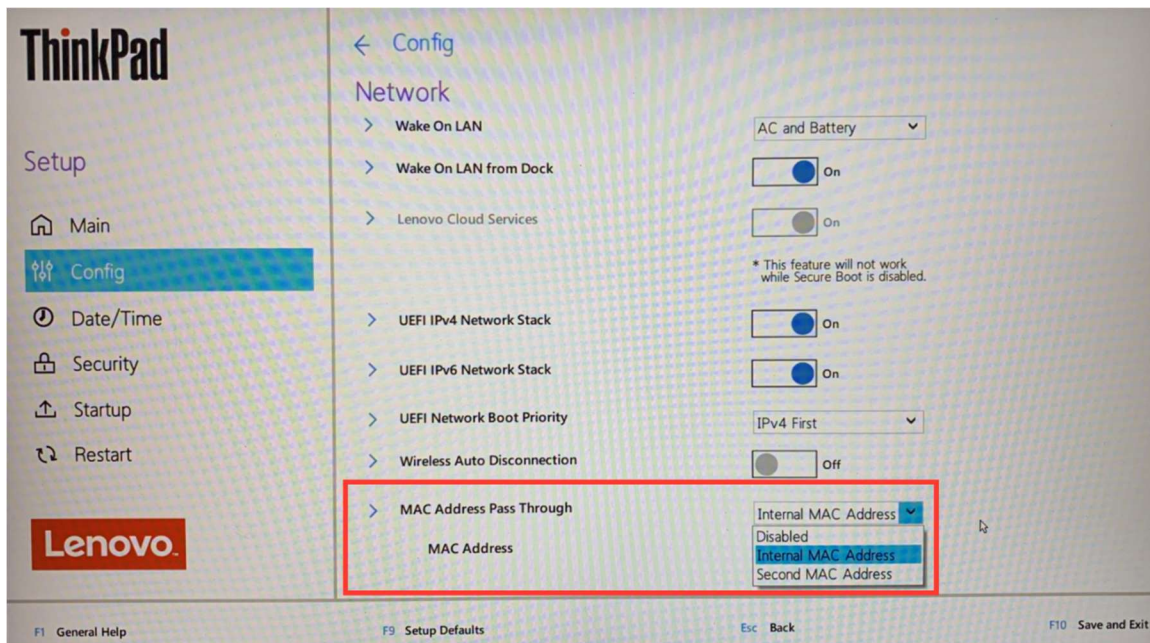 ThinkPad
Setup
Main
Config
Date/Time
Security
Startup
Restart
Lenovo.
← Config
Network
> Wake On LAN AC and Battery
> Wake On LAN from Dock On
> Lenovo Cloud Services On
* This feature will not work
while Secure Boot is disabled.
> UEFI IPv4 Network Stack On
> UEFI IPv6 Network Stack On
> UEFI Network Boot Priority IPv4 First
> Wireless Auto Disconnection Off
> MAC Address Pass Through Internal MAC Address
MAC Address
Disabled
Internal MAC Address
Second MAC Address
F1 General Help F9 Setup Defaults Esc Back F10 Save and Exit